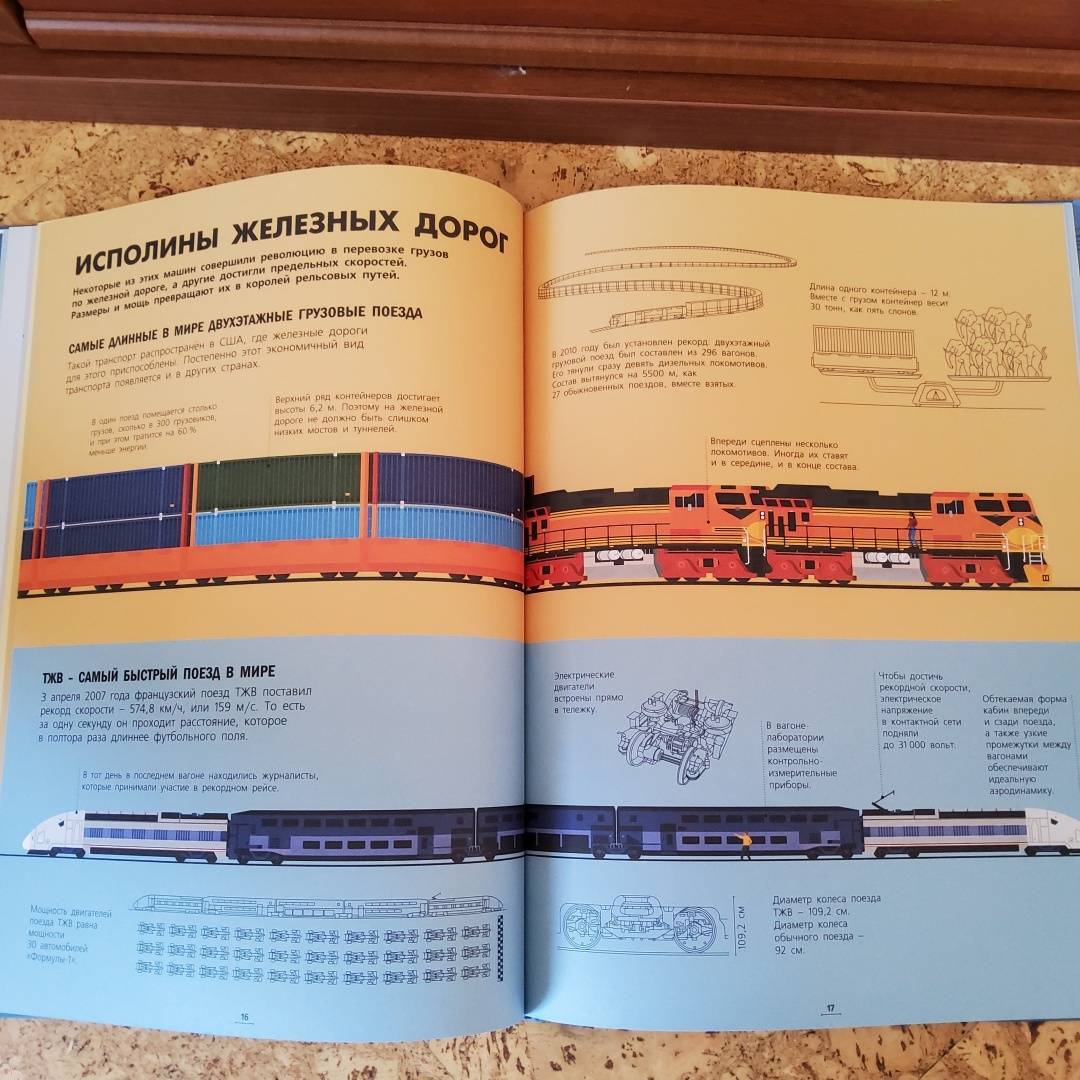 ИСПОЛИНЫ ЖЕЛЕЗНЫХ ДОРОГ
Некоторые из этих машин совершили революцию в перевозке грузов
по железной дороге, а другие достигли предельных скоростей.
Размеры и мощь превращают их в королей рельсовых путей.
САМЫЕ ДЛИННЫЕ В МИРЕ ДВУХЭТАЖНЫЕ ГРУЗОВЫЕ ПОЕЗДА
Такой транспорт распространен в США, где железные дороги
для этого приспособлены. Постепенно этот экономичный вид
транспорта появляется и в других странах.
В один поезд помещается столько
грузов, сколько в 300 грузовиков,
и при этом тратится на 60 %
меньше энергии.
Верхний ряд контейнеров достигает
высоты 6,2 м. Поэтому на железной
дороге не должно быть слишком
низких мостов и туннелей.
ТЖВ – САМЫЙ БЫСТРЫЙ ПОЕЗД В МИРЕ
3 апреля 2007 года французский поезд ТЖВ поставил
рекорд скорости – 574,8 км/ч, или 159 м/с. То есть
за одну секунду он проходит расстояние, которое
в полтора раза длиннее футбольного поля.
В тот день в последнем вагоне находились журналисты,
которые принимали участие в рекордном рейсе.
Мощность двигателей
поезда ТЖВ равна
мощности
30 автомобилей
«Формулы-1».
16
В 2010 году был установлен рекорд: двухэтажный
грузовой поезд был составлен из 296 вагонов.
Его тянули сразу девять дизельных локомотивов.
Состав вытянулся на 5500 м, как
27 обыкновенных поездов, вместе взятых.
Длина одного контейнера – 12 м.
Вместе с грузом контейнер весит
30 тонн, как пять слонов.
Впереди сцеплены несколько
локомотивов. Иногда их ставят
и в середине, и в конце состава.
Электрические
двигатели
встроены прямо
в тележку.
В вагоне-
лаборатории
размещены
контрольно-
измерительные
приборы.
Чтобы достичь
рекордной скорости,
электрическое
напряжение
в контактной сети
подняли
до 31 000 вольт.
Обтекаемая форма
кабин впереди
и сзади поезда,
а также узкие
промежутки между
вагонами
обеспечивают
идеальную
аэродинамику.
109,2 см
Диаметр колеса поезда
ТЖВ – 109,2 см.
Диаметр колеса
обычного поезда –
92 см.
17